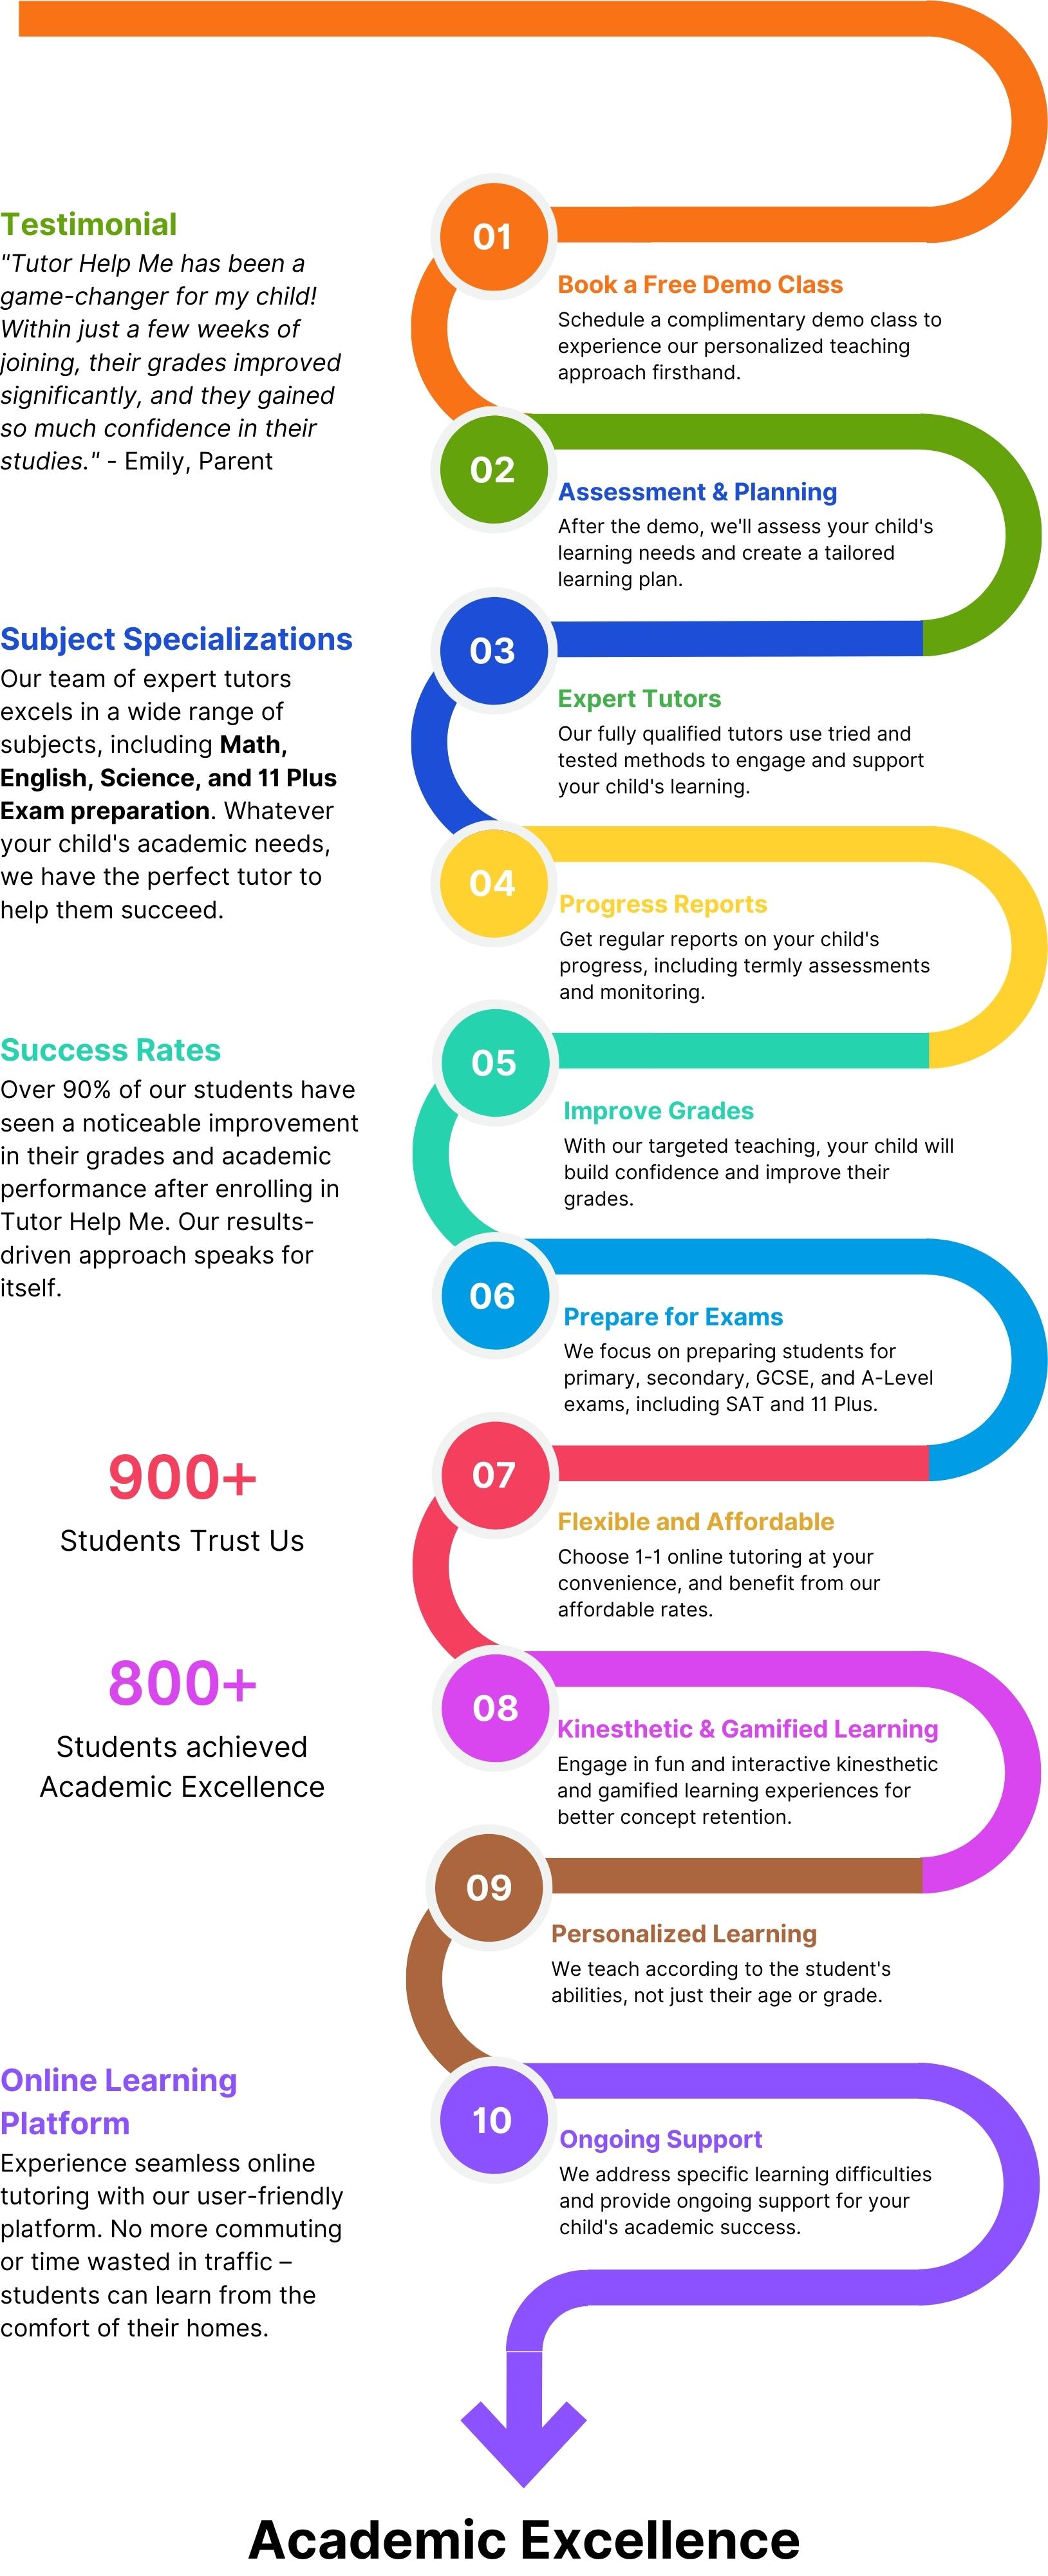 01
Testimonial
"Tutor Help Me has been a
game-changer for my child!
Within just a few weeks of
joining, their grades improved
significantly, and they gained
so much confidence in their
studies." - Emily, Parent
Book a Free Demo Class
Schedule a complimentary demo class to
experience our personalized teaching
approach firsthand.
02
Assessment & Planning
After the demo, we'll assess your child's
learning needs and create a tailored
learning plan.
Subject Specializations
Our team of expert tutors
excels in a wide range of
subjects, including Math,
English, Science, and 11 Plus
Exam preparation. Whatever
your child's academic needs,
we have the perfect tutor to
help them succeed.
03
Expert Tutors
Our fully qualified tutors use tried and
tested methods to engage and support
your child's learning.
04
Progress Reports
Get regular reports on your child's
progress, including termly assessments
and monitoring.
Success Rates
Over 90% of our students have
seen a noticeable improvement
in their grades and academic
performance after enrolling in
Tutor Help Me. Our results-
driven approach speaks for
itself.
05
Improve Grades
With our targeted teaching, your child will
build confidence and improve their
grades.
06
Prepare for Exams
We focus on preparing students for
primary, secondary, GCSE, and A-Level
exams, including SAT and 11 Plus.
900+
Students Trust Us
07
Flexible and Affordable
Choose 1-1 online tutoring at your
convenience, and benefit from our
affordable rates.
800+
Students achieved
Academic Excellence
08
Kinesthetic & Gamified Learning
Engage in fun and interactive kinesthetic
and gamified learning experiences for
better concept retention.
09
Personalized Learning
We teach according to the student's
abilities, not just their age or grade.
Online Learning
Platform
Experience seamless online
tutoring with our user-friendly
platform. No more commuting
or time wasted in traffic –
students can learn from the
comfort of their homes.
10
Ongoing Support
We address specific learning difficulties
and provide ongoing support for your
child's academic success.
Academic Excellence